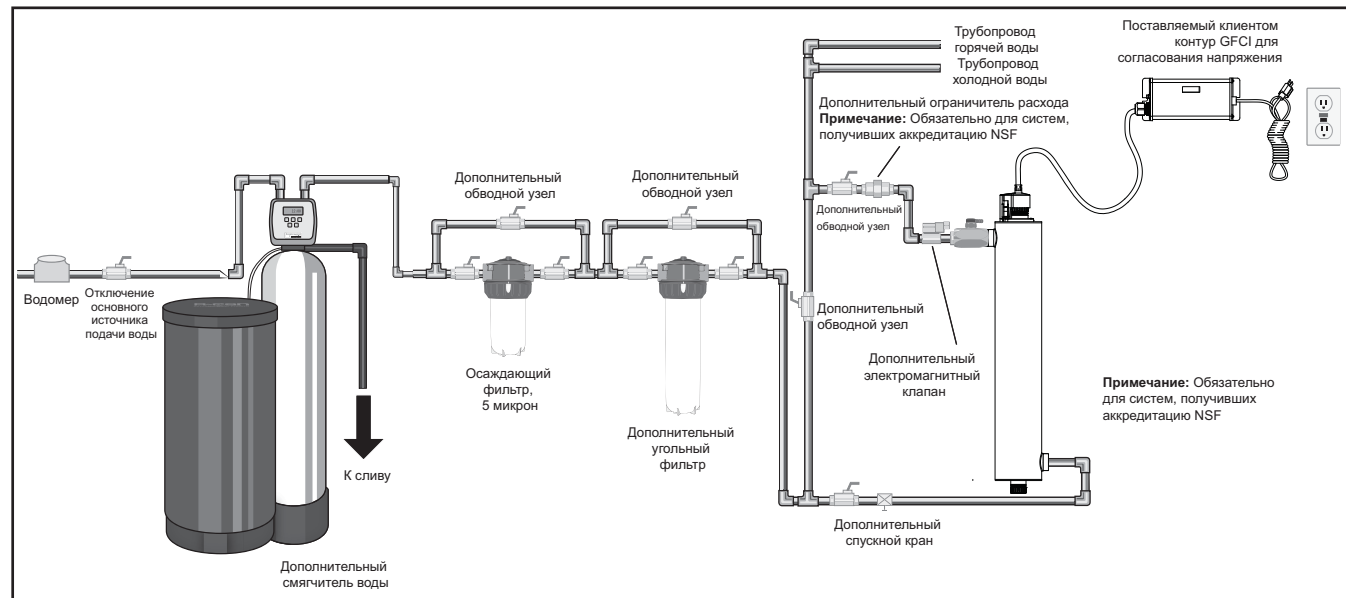 Трубопровод
горячей воды
Трубопровод
холодной воды
Поставляемый клиентом
контур GFCI для
согласования напряжения
Дополнительный ограничитель расхода
Примечание: Обязательно для систем,
получивших аккредитацию NSF
Дополнительный
обводной узел
Дополнительный
обводной узел
Дополнительный
обводной узел
Водомер
Отключение
основного
источника
подачи воды
Дополнительный
обводной узел
Осаждающий
фильтр,
5 микрон
Дополнительный
электромагнитный
клапан
Примечание: Обязательно
для систем, получивших
аккредитацию NSF
Дополнительный
угольный
фильтр
К сливу
Дополнительный
спускной кран
Дополнительный
смягчитель воды